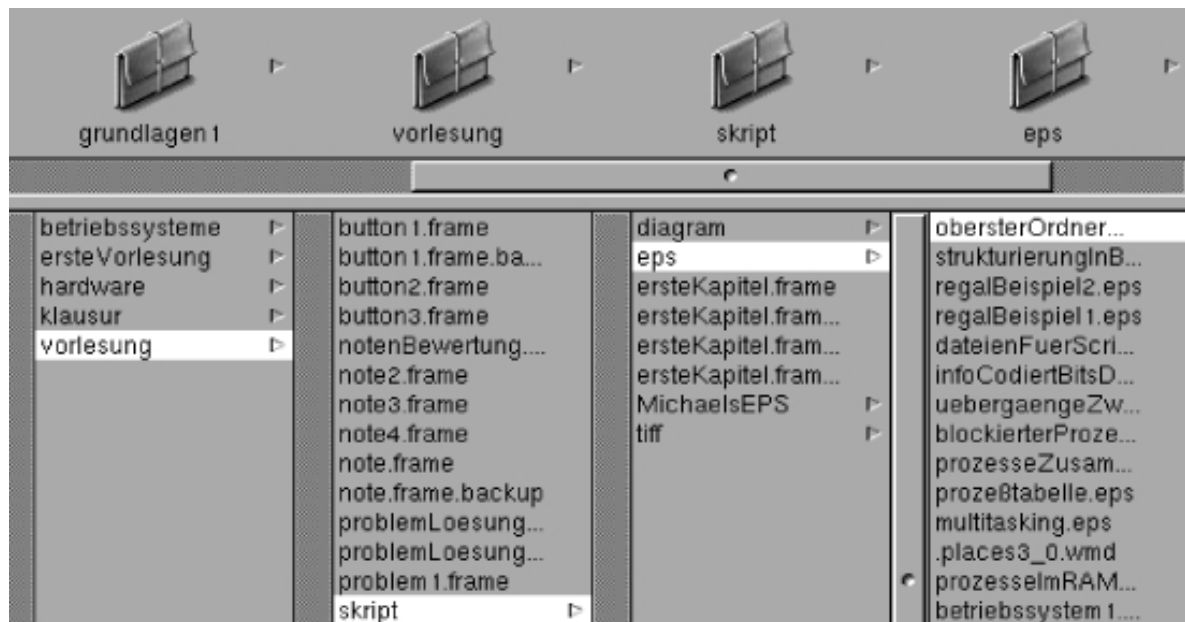 grundlagen1
vorlesung
skript
eps
betriebssysteme
ersteVorlesung
hardware
klausur
vorlesung
button1.frame
button1.frame.ba...
button2.frame
button3.frame
notenBewertung....
note2.frame
note3.frame
note4.frame
note.frame
note.frame.backup
problemLoesung...
problemLoesung...
problem1.frame
skript
diagram
eps
ersteKapitel.frame
ersteKapitel.fram...
ersteKapitel.fram...
ersteKapitel.fram...
MichaelsEPS
tiff
obersterOrdner...
strukturierungInB...
regalBeispiel2.eps
regalBeispiel1.eps
dateienFuerScri...
infoCodiertBitsD...
uebergaengeZw...
blockierterProze...
prozesseZusam...
prozeßtabelle.eps
multitasking.eps
.places3_0.wmd
prozesseImRAM...
betriebssystem1....